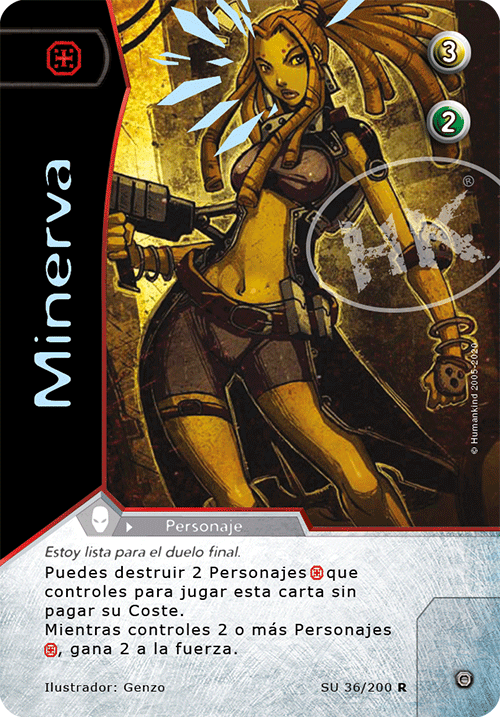 3
2
Minerva
HK
®
© Humankind 2005-2020
Personaje
Estoy lista para el duelo final.
Puedes destruir 2 Personajes que
controles para jugar esta carta sin
pagar su Coste.
Mientras controles 2 o más Personajes
, gana 2 a la fuerza.
Ilustrador: Genzo
SU 36/200 R